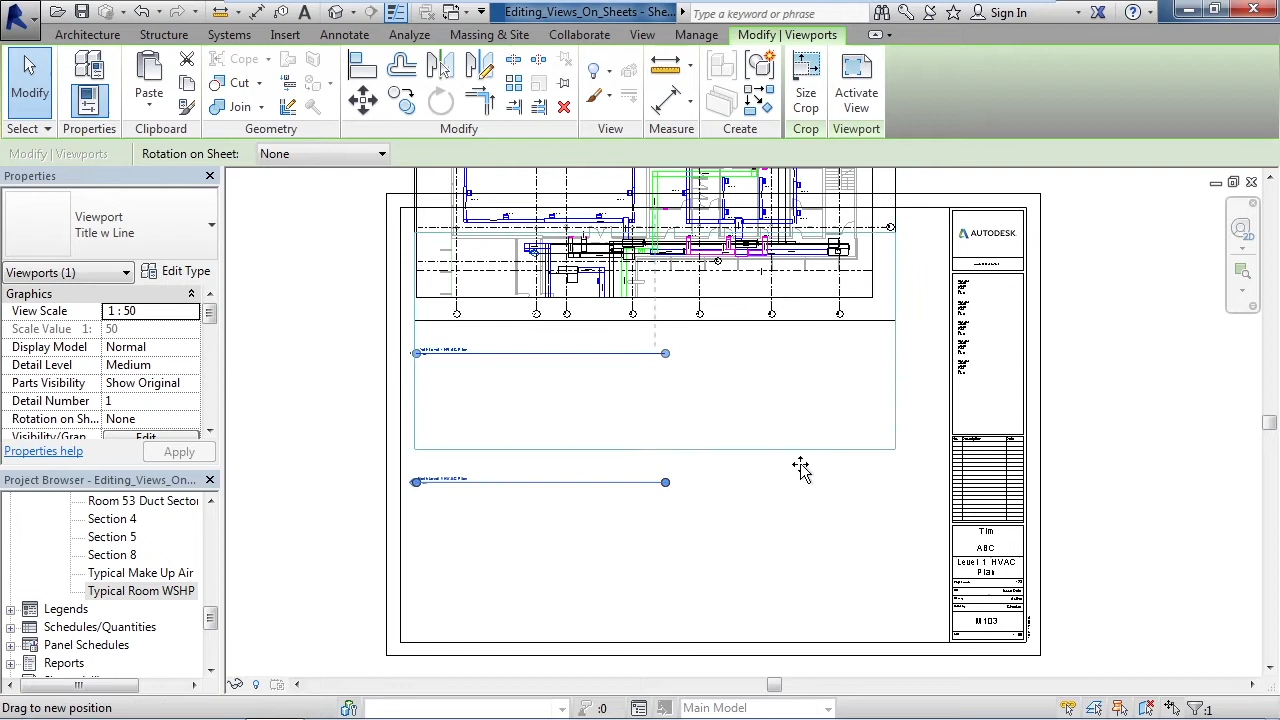 Editing_Views_On_Sheets - She...
Type a keyword or phrase
Sign In
Architecture
Structure
Systems
Insert
Annotate
Analyze
Massing & Site
Collaborate
View
Manage
Modify | Viewports
Modify
Paste
Cope
Cut
Join
Size Crop
Activate View
Select
Properties
Clipboard
Geometry
Modify
View
Measure
Create
Crop
Viewport
Modify | Viewports
Rotation on Sheet:
None
Properties
Viewport
Title w Line
Viewports (1)
Edit Type
Graphics
View Scale
1 : 50
Scale Value 1:
50
Display Model
Normal
Detail Level
Medium
Parts Visibility
Show Original
Detail Number
1
Rotation on Sh...
None
Visibility/Grap
Edit
Properties help
Apply
Project Browser - Editing_Views_On...
Room 53 Duct Sector
Section 4
Section 5
Section 8
Typical Make Up Air
Typical Room WSHP
Legends
Schedules/Quantities
Panel Schedules
Reports
AUTODESK.
Tim
ABC
Level 1 HVAC
Plan
M103
Drag to new position
:0
Main Model
:1